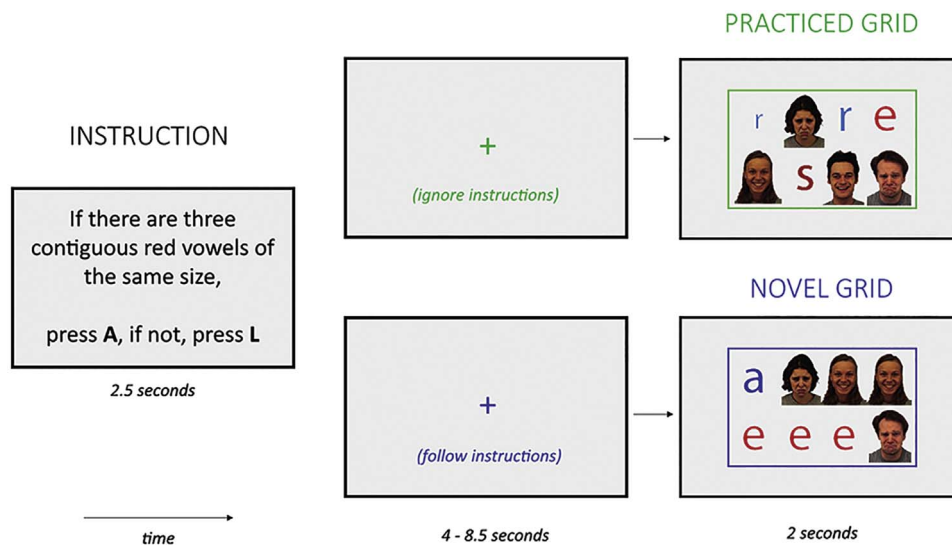 INSTRUCTION
If there are three
contiguous red vowels of
the same size,
press A, if not, press L
2.5 seconds
time
+
(ignore instructions)
+
(follow instructions)
4 - 8.5 seconds
PRACTICED GRID
r r e
s
NOVEL GRID
a
e e e
2 seconds